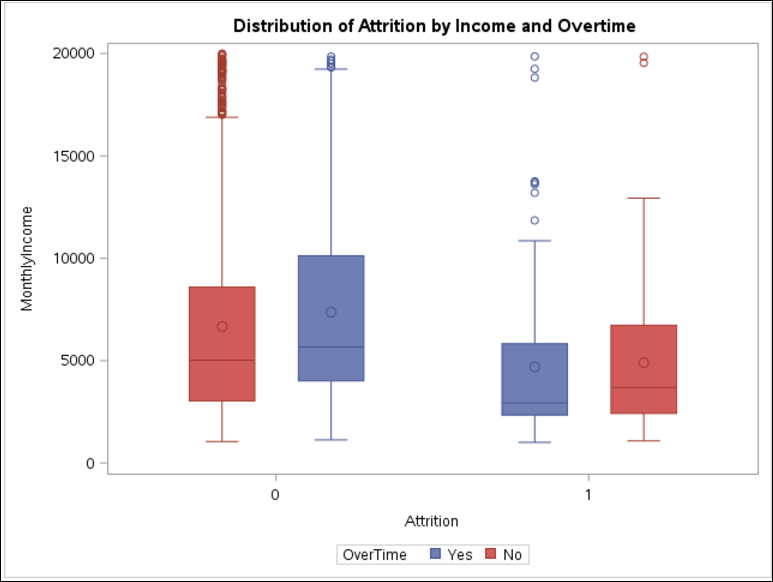 Distribution of Attrition by Income and Overtime
20000
15000
10000
5000
0
MonthlyIncome
0 1
Attrition
OverTime Yes No